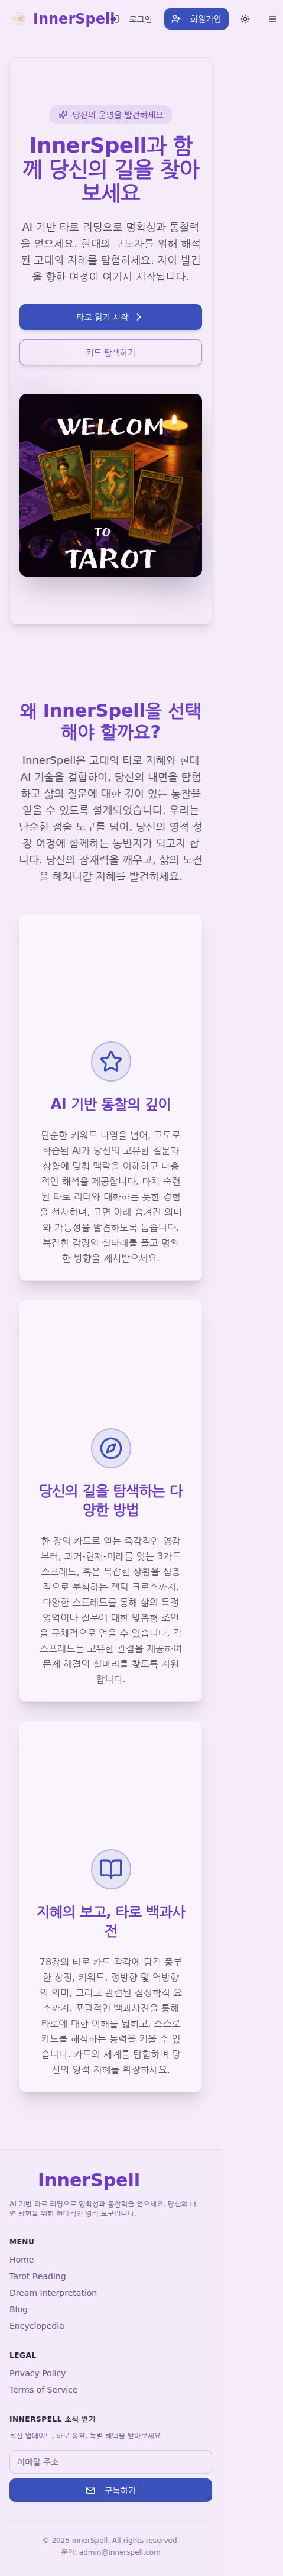 InnerSpell
로그인
회원가입
당신의 운명을 발견하세요
InnerSpell과 함
께 당신의 길을 찾아
보세요
AI 기반 타로 리딩으로 명확성과 통찰력
을 얻으세요. 현대의 구도자를 위해 해석
된 고대의 지혜를 탐험하세요. 자아 발견
을 향한 여정이 여기서 시작됩니다.
타로 읽기 시작
카드 탐색하기
WELCOM
TO
TAROT
왜 InnerSpell을 선택
해야 할까요?
InnerSpell은 고대의 타로 지혜와 현대
AI 기술을 결합하여, 당신의 내면을 탐험
하고 삶의 질문에 대한 깊이 있는 통찰을
얻을 수 있도록 설계되었습니다. 우리는
단순한 점술 도구를 넘어, 당신의 영적 성
장 여정에 함께하는 동반자가 되고자 합
니다. 당신의 잠재력을 깨우고, 삶의 도전
을 헤쳐나갈 지혜를 발견하세요.
AI 기반 통찰의 깊이
단순한 키워드 나열을 넘어, 고도로
학습된 AI가 당신의 고유한 질문과
상황에 맞춰 맥락을 이해하고 다층
적인 해석을 제공합니다. 마치 숙련
된 타로 리더와 대화하는 듯한 경험
을 선사하며, 표면 아래 숨겨진 의미
와 가능성을 발견하도록 돕습니다.
복잡한 감정의 실타래를 풀고 명확
한 방향을 제시받으세요.
당신의 길을 탐색하는 다
양한 방법
한 장의 카드로 얻는 즉각적인 영감
부터, 과거-현재-미래를 잇는 3카드
스프레드, 혹은 복잡한 상황을 심층
적으로 분석하는 켈틱 크로스까지.
다양한 스프레드를 통해 삶의 특정
영역이나 질문에 대한 맞춤형 조언
을 구체적으로 얻을 수 있습니다. 각
스프레드는 고유한 관점을 제공하여
문제 해결의 실마리를 찾도록 지원
합니다.
지혜의 보고, 타로 백과사
전
78장의 타로 카드 각각에 담긴 풍부
한 상징, 키워드, 정방향 및 역방향
의 의미, 그리고 관련된 점성학적 요
소까지. 포괄적인 백과사전을 통해
타로에 대한 이해를 넓히고, 스스로
카드를 해석하는 능력을 키울 수 있
습니다. 카드의 세계를 탐험하며 당
신의 영적 지혜를 확장하세요.
InnerSpell
AI 기반 타로 리딩으로 명확성과 통찰력을 얻으세요. 당신의 내
면 탐험을 위한 현대적인 영적 도구입니다.
MENU
Home
Tarot Reading
Dream Interpretation
Blog
Encyclopedia
LEGAL
Privacy Policy
Terms of Service
INNERSPELL 소식 받기
최신 업데이트, 타로 통찰, 특별 혜택을 받아보세요.
이메일 주소
구독하기
© 2025 InnerSpell. All rights reserved.
문의: admin@innerspell.com